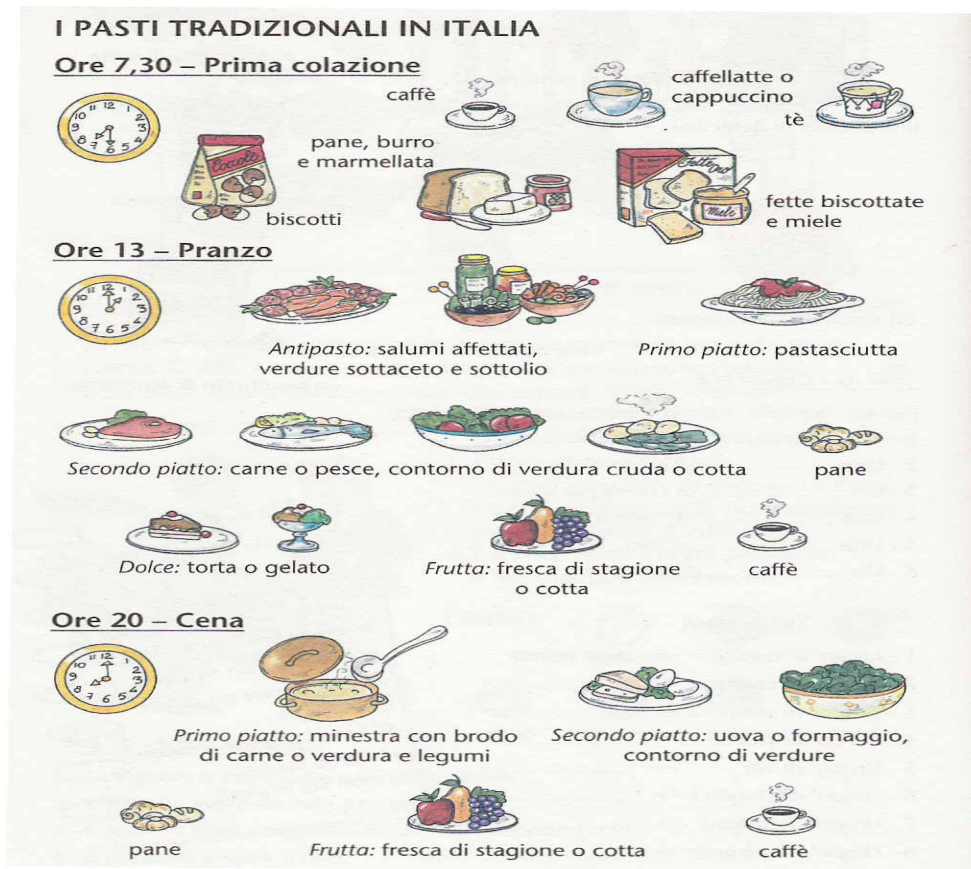 I PASTI TRADIZIONALI IN ITALIA
Ore 7,30 – Prima colazione
caffè
caffellatte o
cappuccino
tè
pane, burro
e marmellata
biscotti
fette biscottate
e miele
Miele
Ore 13 – Pranzo
Antipasto: salumi affettati,
verdure sottaceto e sottolio
Primo piatto: pastasciutta
Secondo piatto: carne o pesce, contorno di verdura cruda o cotta
pane
Dolce: torta o gelato
Frutta: fresca di stagione
o cotta
caffè
Ore 20 – Cena
Primo piatto: minestra con brodo
di carne o verdura e legumi
Secondo piatto: uova o formaggio,
contorno di verdure
pane
Frutta: fresca di stagione o cotta
caffè